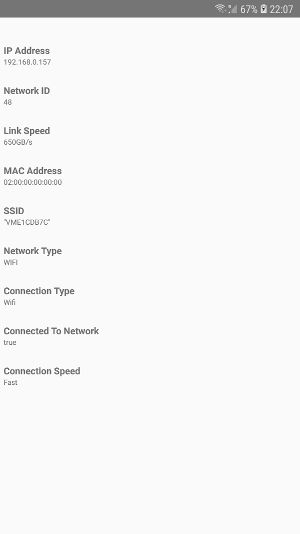 67% 22:07
IP Address
192.168.0.157
Network ID
48
Link Speed
650GB/s
MAC Address
02:00:00:00:00:00
SSID
"VME1CDB7C"
Network Type
WIFI
Connection Type
Wifi
Connected To Network
true
Connection Speed
Fast